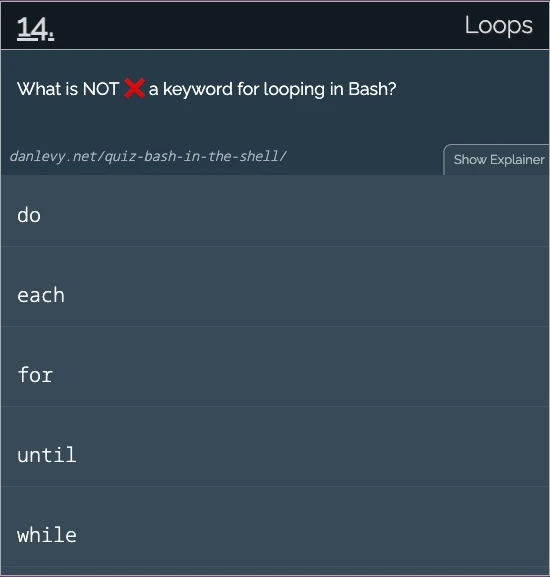 14.
Loops
What is NOT ❌ a keyword for looping in Bash?
danlevy.net/quiz-bash-in-the-shell/
Show Explainer
do
each
for
until
while